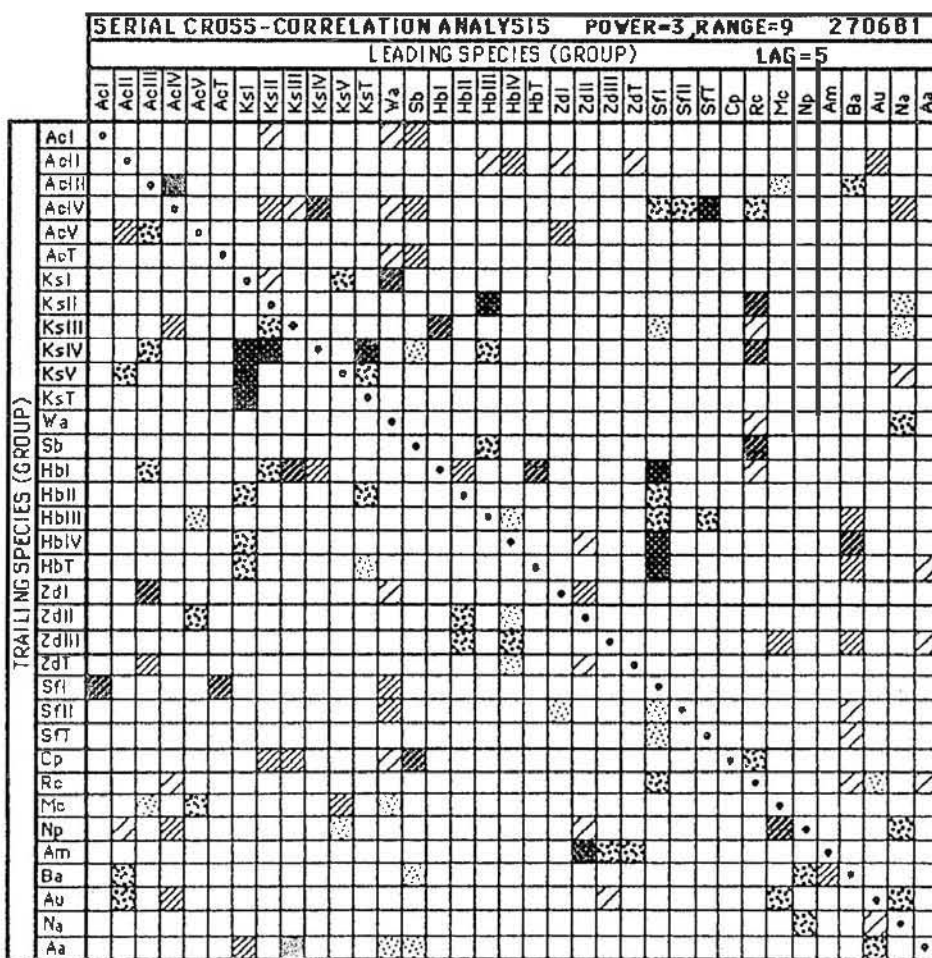 SERIAL CROSS-CORRELATION ANALYSIS POWER=3, RANGE=9 270681
LEADING SPECIES (GROUP) LAG=5
AcI AcII AcIII AcIV AcV AcT KsI KsII KsIII KsIV KsV KsT Wa Sb HbI HbII HbIII HbIV HbT ZdI ZdII ZdIII ZdT SfI SfII SfT Cp Rc Mc Np Am Ba Au Na Aa
TRAILING SPECIES (GROUP)
AcI
AcII
AcIII
AcIV
AcV
AcT
KsI
KsII
KsIII
KsIV
KsV
KsT
Wa
Sb
HbI
HbII
HbIII
HbIV
HbT
ZdI
ZdII
ZdIII
ZdT
SfI
SfII
SfT
Cp
Rc
Mc
Np
Am
Ba
Au
Na
Aa